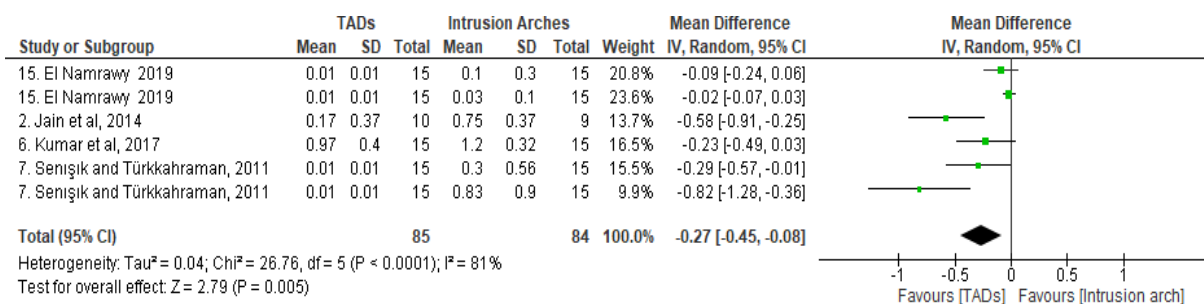 TADs Intrusion Arches Mean Difference Mean Difference
Study or Subgroup Mean SD Total Mean SD Total Weight IV, Random, 95% CI IV, Random, 95% CI
15. El Namrawy 2019 0.01 0.01 15 0.1 0.3 15 20.8% -0.09 [-0.24, 0.06]
15. El Namrawy 2019 0.01 0.01 15 0.03 0.1 15 23.6% -0.02 [-0.07, 0.03]
2. Jain et al, 2014 0.17 0.37 10 0.75 0.37 9 13.7% -0.58 [-0.91, -0.25]
6. Kumar et al, 2017 0.97 0.4 15 1.2 0.32 15 16.5% -0.23 [-0.49, 0.03]
7. Senışık and Türkkahraman, 2011 0.01 0.01 15 0.3 0.56 15 15.5% -0.29 [-0.57, -0.01]
7. Senışık and Türkkahraman, 2011 0.01 0.01 15 0.83 0.9 15 9.9% -0.82 [-1.28, -0.36]
Total (95% CI) 85 84 100.0% -0.27 [-0.45, -0.08]
Heterogeneity: Tau² = 0.04; Chi² = 26.76, df = 5 (P < 0.0001); I² = 81%
Test for overall effect: Z = 2.79 (P = 0.005)
-1 -0.5 0 0.5 1
Favours [TADs] Favours [Intrusion arch]